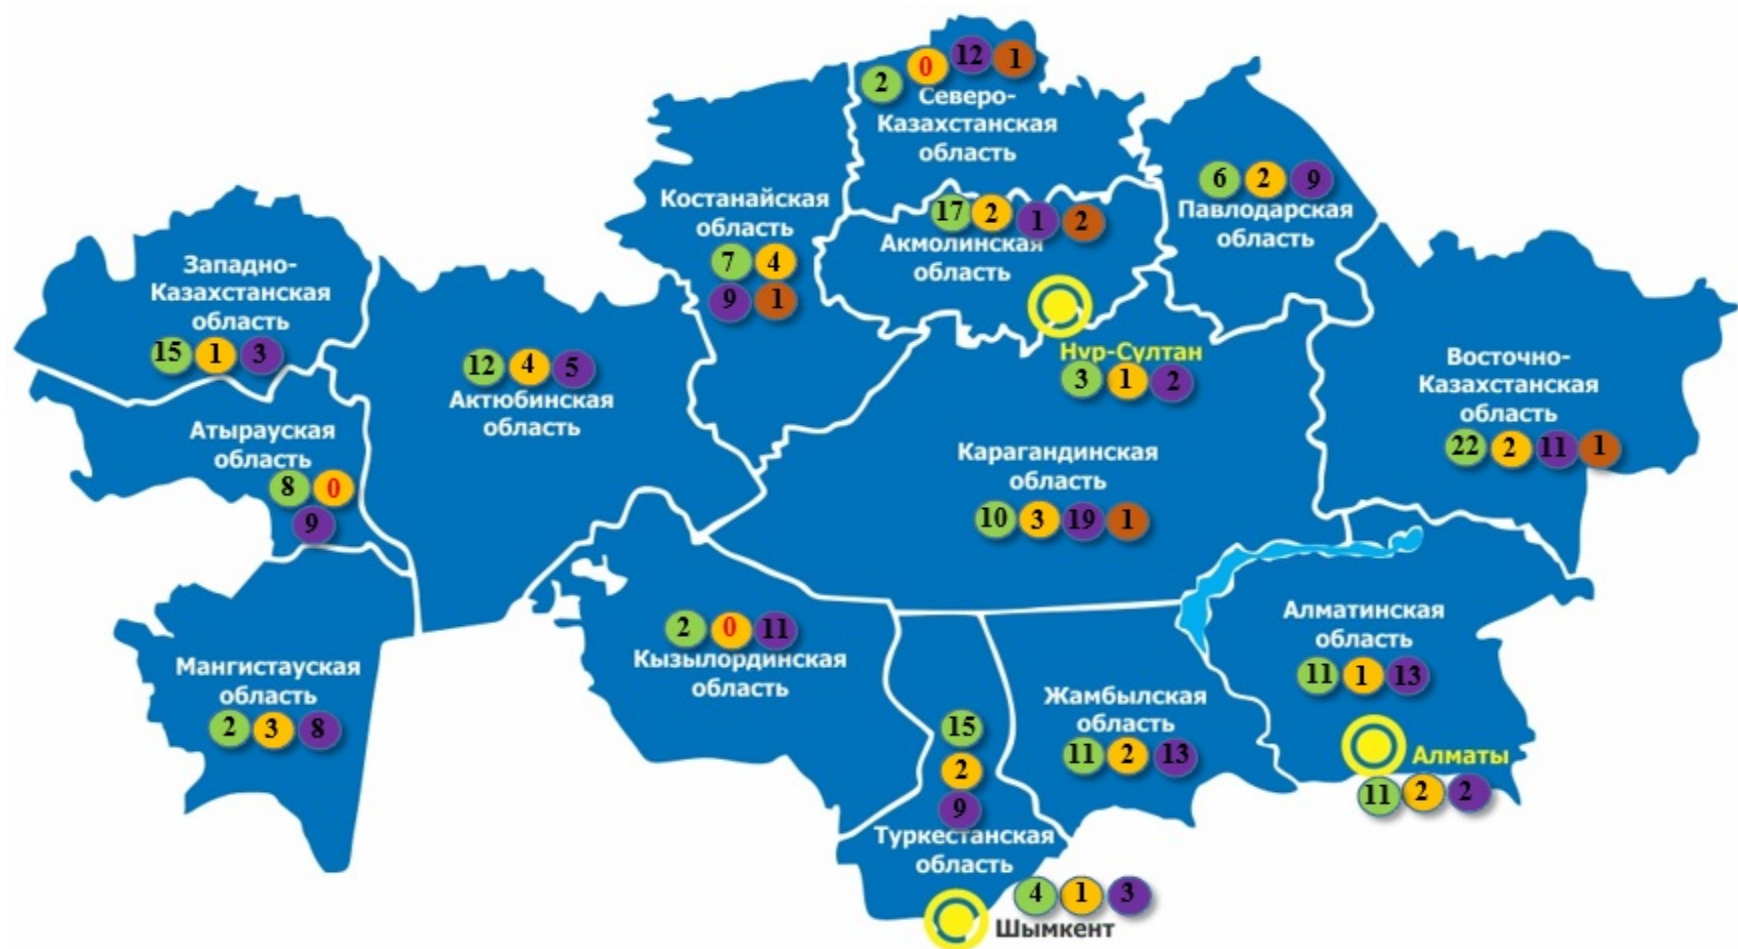 2 0 12 1
Северо-
Казахстанская
область
6 2 9
Павлодарская
область
Костанайская
область
7 4
9 1
17 2 1 2
Акмолинская
область
Западно-
Казахстанская
область
15 1 3
12 4 5
Актюбинская
область
Нур-Султан
3 1 2
Восточно-
Казахстанская
область
22 2 11 1
Атырауская
область
8 0
9
Карагандинская
область
10 3 19 1
2 0 11
Кызылординская
область
Алматинская
область
11 1 13
Мангистауская
область
2 3 8
Жамбылская
область
11 2 13
15
2
9
Туркестанская
область
Алматы
11 2 2
4 1 3
Шымкент